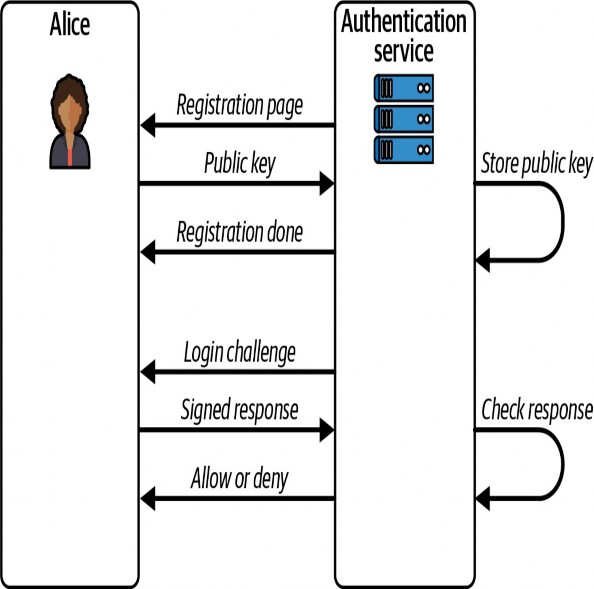 Alice
Authentication
service
Registration page
Public key
Store public key
Registration done
Login challenge
Signed response
Check response
Allow or deny